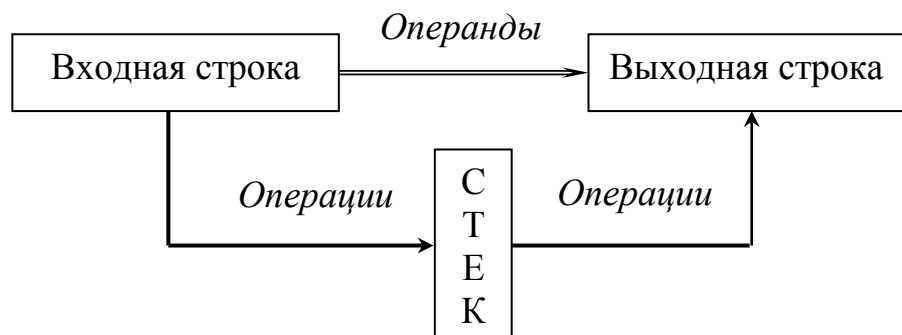 Операнды
Входная строка
Выходная строка
Операции
С
Т
Е
К
Операции